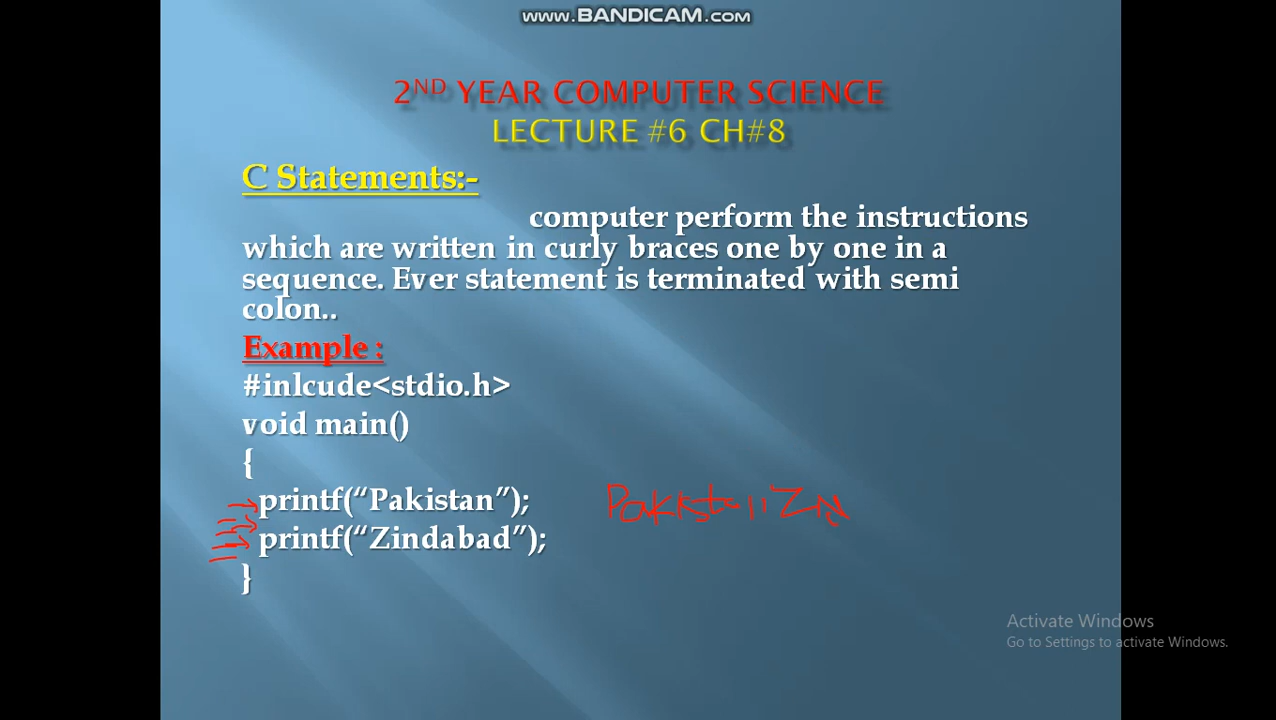 www.BANDICAM.com
2ND YEAR COMPUTER SCIENCE
LECTURE #6 CH#8
C Statements:-
computer perform the instructions
which are written in curly braces one by one in a
sequence. Ever statement is terminated with semi
colon..
Example :
#inlcude<stdio.h>
void main()
{
printf(“Pakistan”);
printf(“Zindabad”);
}
Activate Windows
Go to Settings to activate Windows.